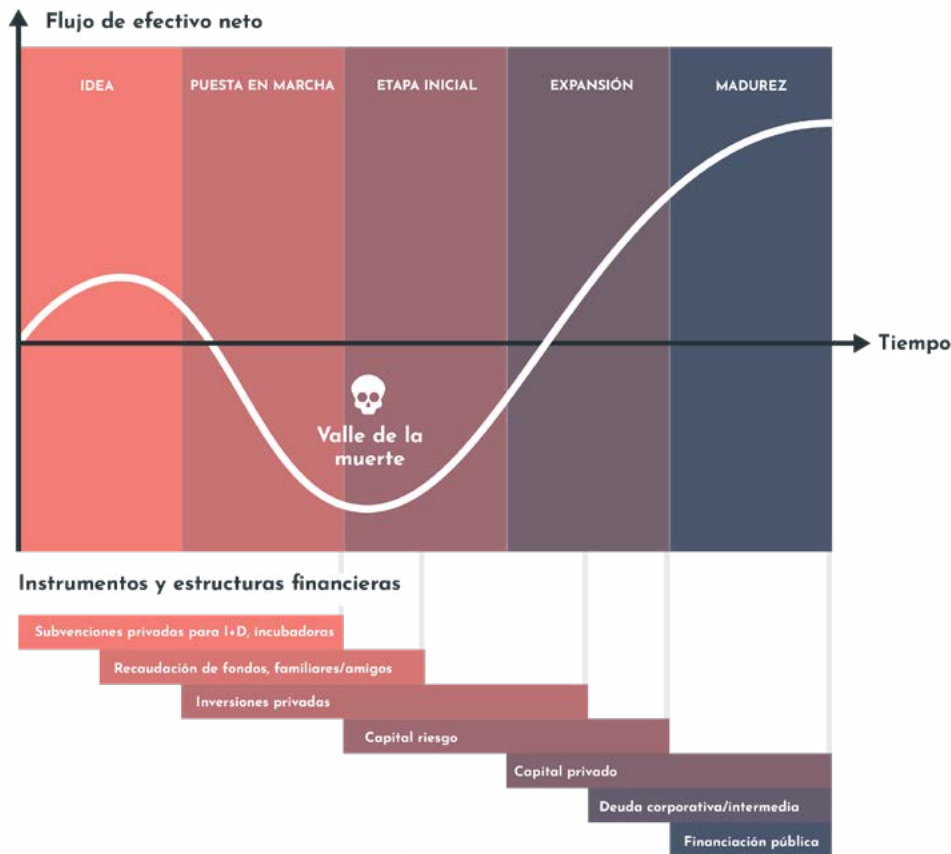 Flujo de efectivo neto
IDEA
PUESTA EN MARCHA
ETAPA INICIAL
EXPANSIÓN
MADUREZ
Tiempo
Valle de la
muerte
Instrumentos y estructuras financieras
Subvenciones privadas para I+D, incubadoras
Recaudación de fondos, familiares/amigos
Inversiones privadas
Capital riesgo
Capital privado
Deuda corporativa/intermedia
Financiación pública